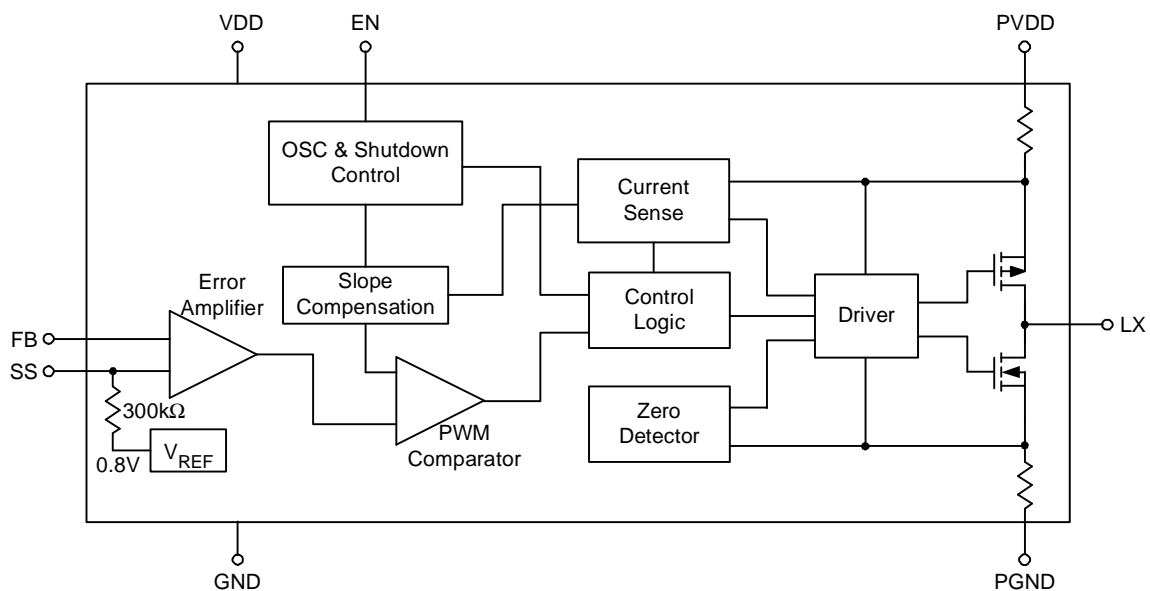 VDD
EN
PVDD
OSC & Shutdown
Control
Current
Sense
Error
Amplifier
Slope
Compensation
Control
Logic
Driver
FB
LX
SS
300kΩ
0.8V
VREF
PWM
Comparator
Zero
Detector
GND
PGND